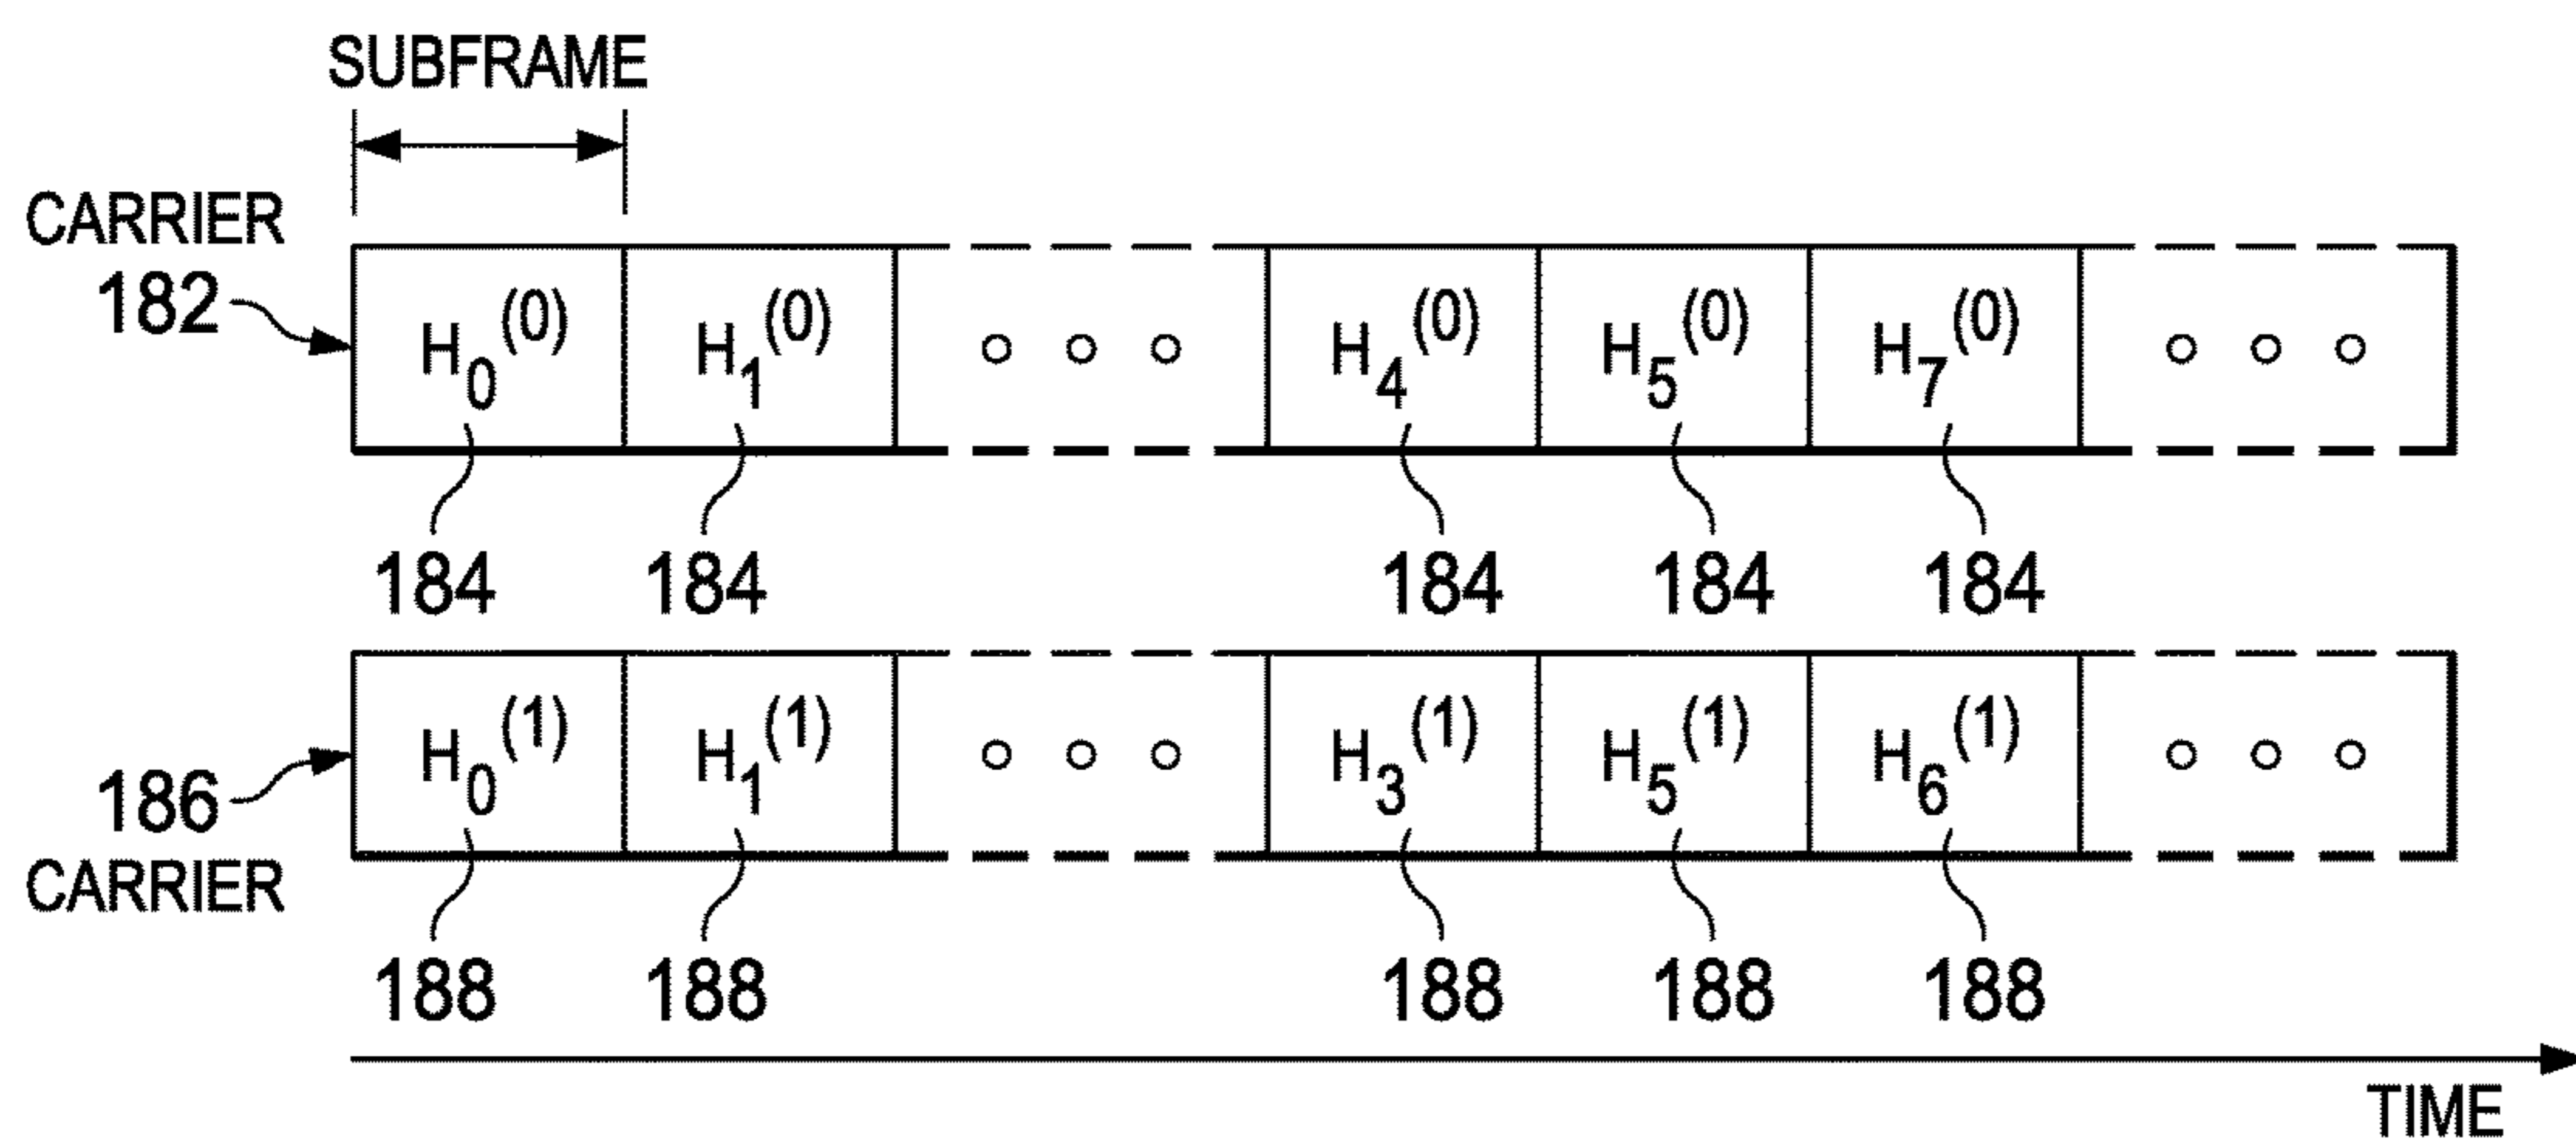 SUBFRAME
CARRIER
182
H₀⁽⁰⁾ H₁⁽⁰⁾ ○ ○ ○ H₄⁽⁰⁾ H₅⁽⁰⁾ H₇⁽⁰⁾ ○ ○ ○
184 184 184 184 184
H₀⁽¹⁾ H₁⁽¹⁾ ○ ○ ○ H₃⁽¹⁾ H₅⁽¹⁾ H₆⁽¹⁾ ○ ○ ○
186
CARRIER
188 188 188 188 188
TIME